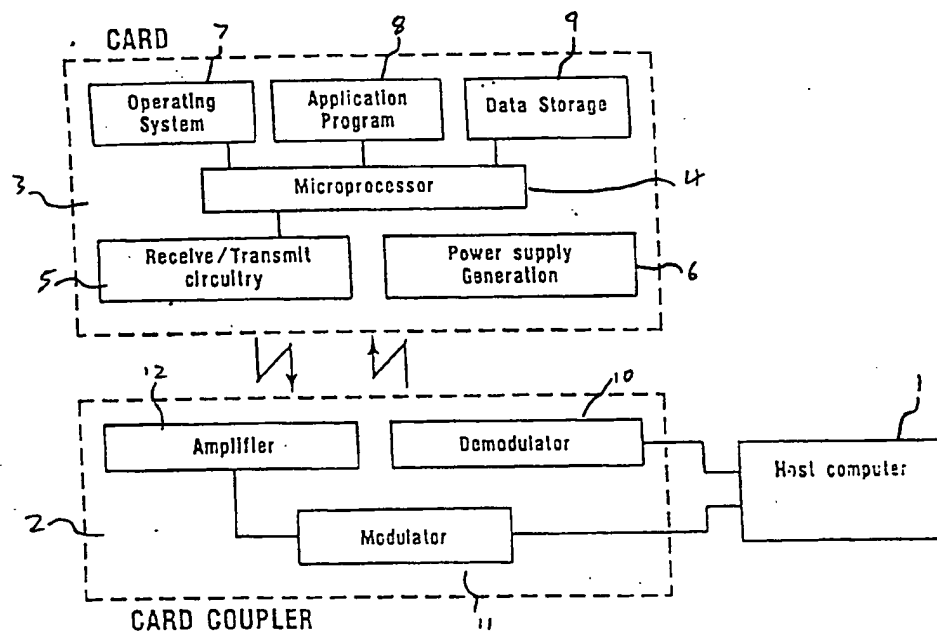 CARD
7
8
9
Operating
System
Application
Program
Data Storage
3
Microprocessor
4
Receive/Transmit
circuitry
Power supply
Generation
5
6
12
10
1
Amplifier
Demodulator
Host computer
2
Modulator
CARD COUPLER
11